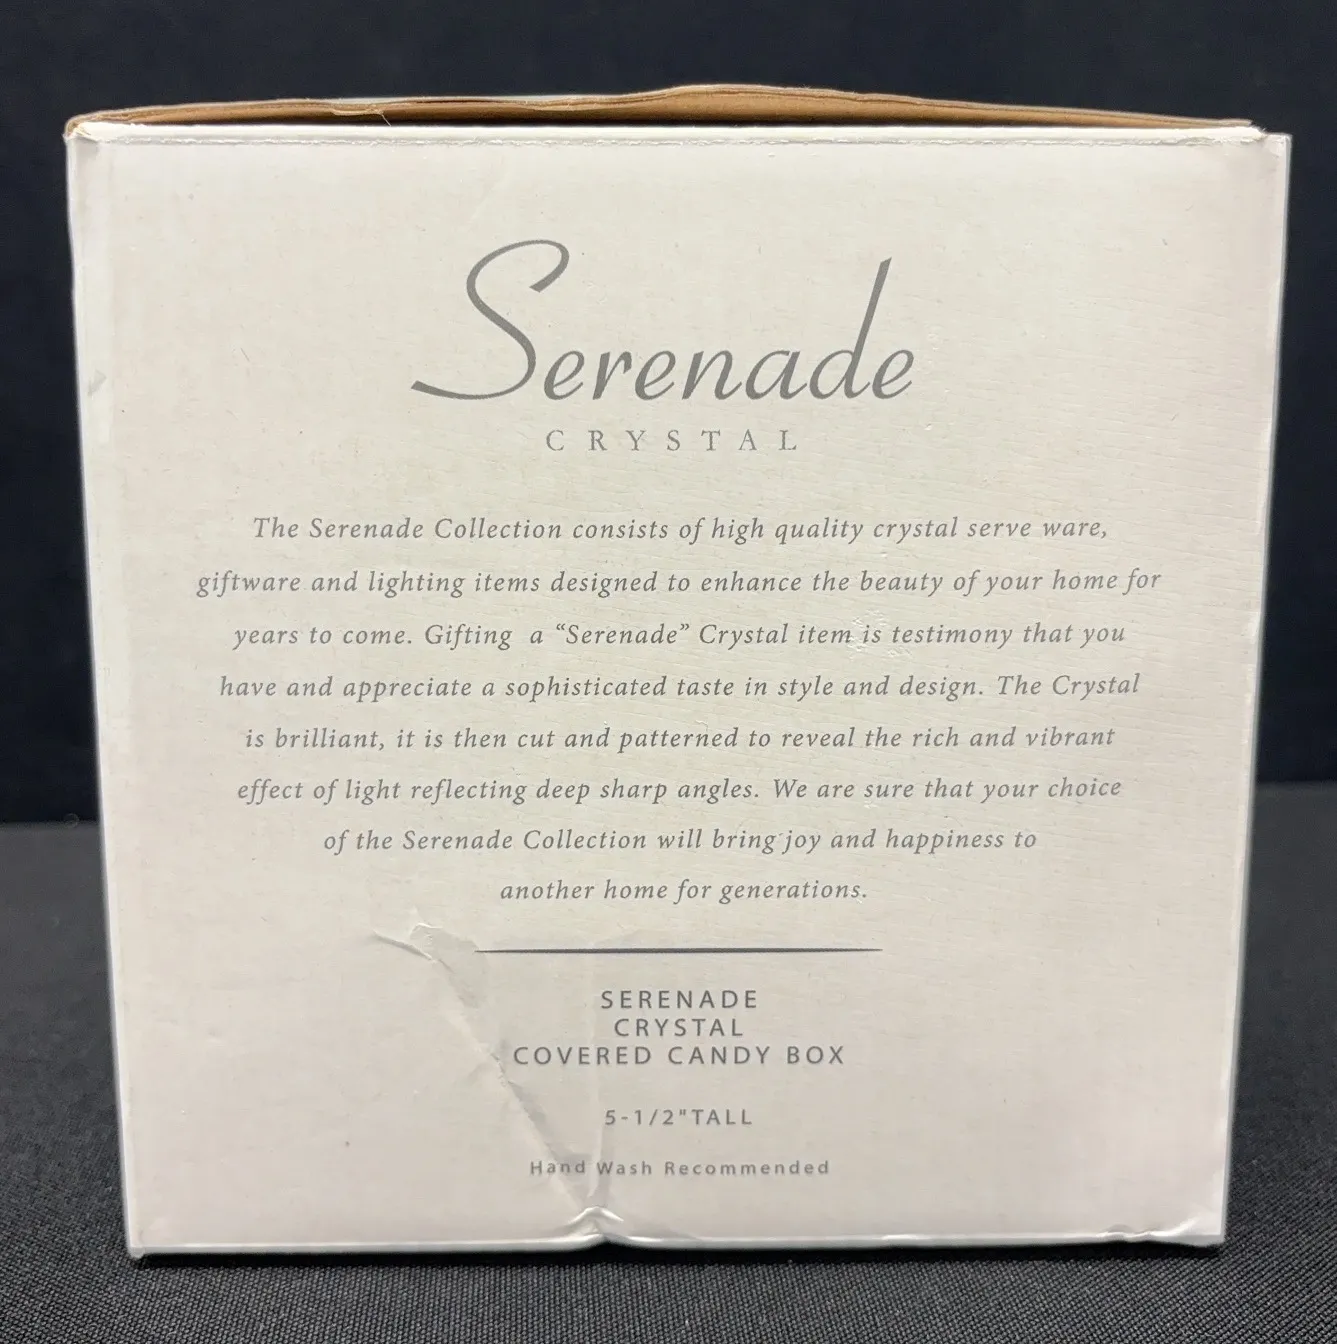 Serenade
CRYSTAL
The Serenade Collection consists of high quality crystal serve ware,
giftware and lighting items designed to enhance the beauty of your home for
years to come. Gifting a “Serenade” Crystal item is testimony that you
have and appreciate a sophisticated taste in style and design. The Crystal
is brilliant, it is then cut and patterned to reveal the rich and vibrant
effect of light reflecting deep sharp angles. We are sure that your choice
of the Serenade Collection will bring joy and happiness to
another home for generations.
SERENADE
CRYSTAL
COVERED CANDY BOX
5-1/2"TALL
Hand Wash Recommended